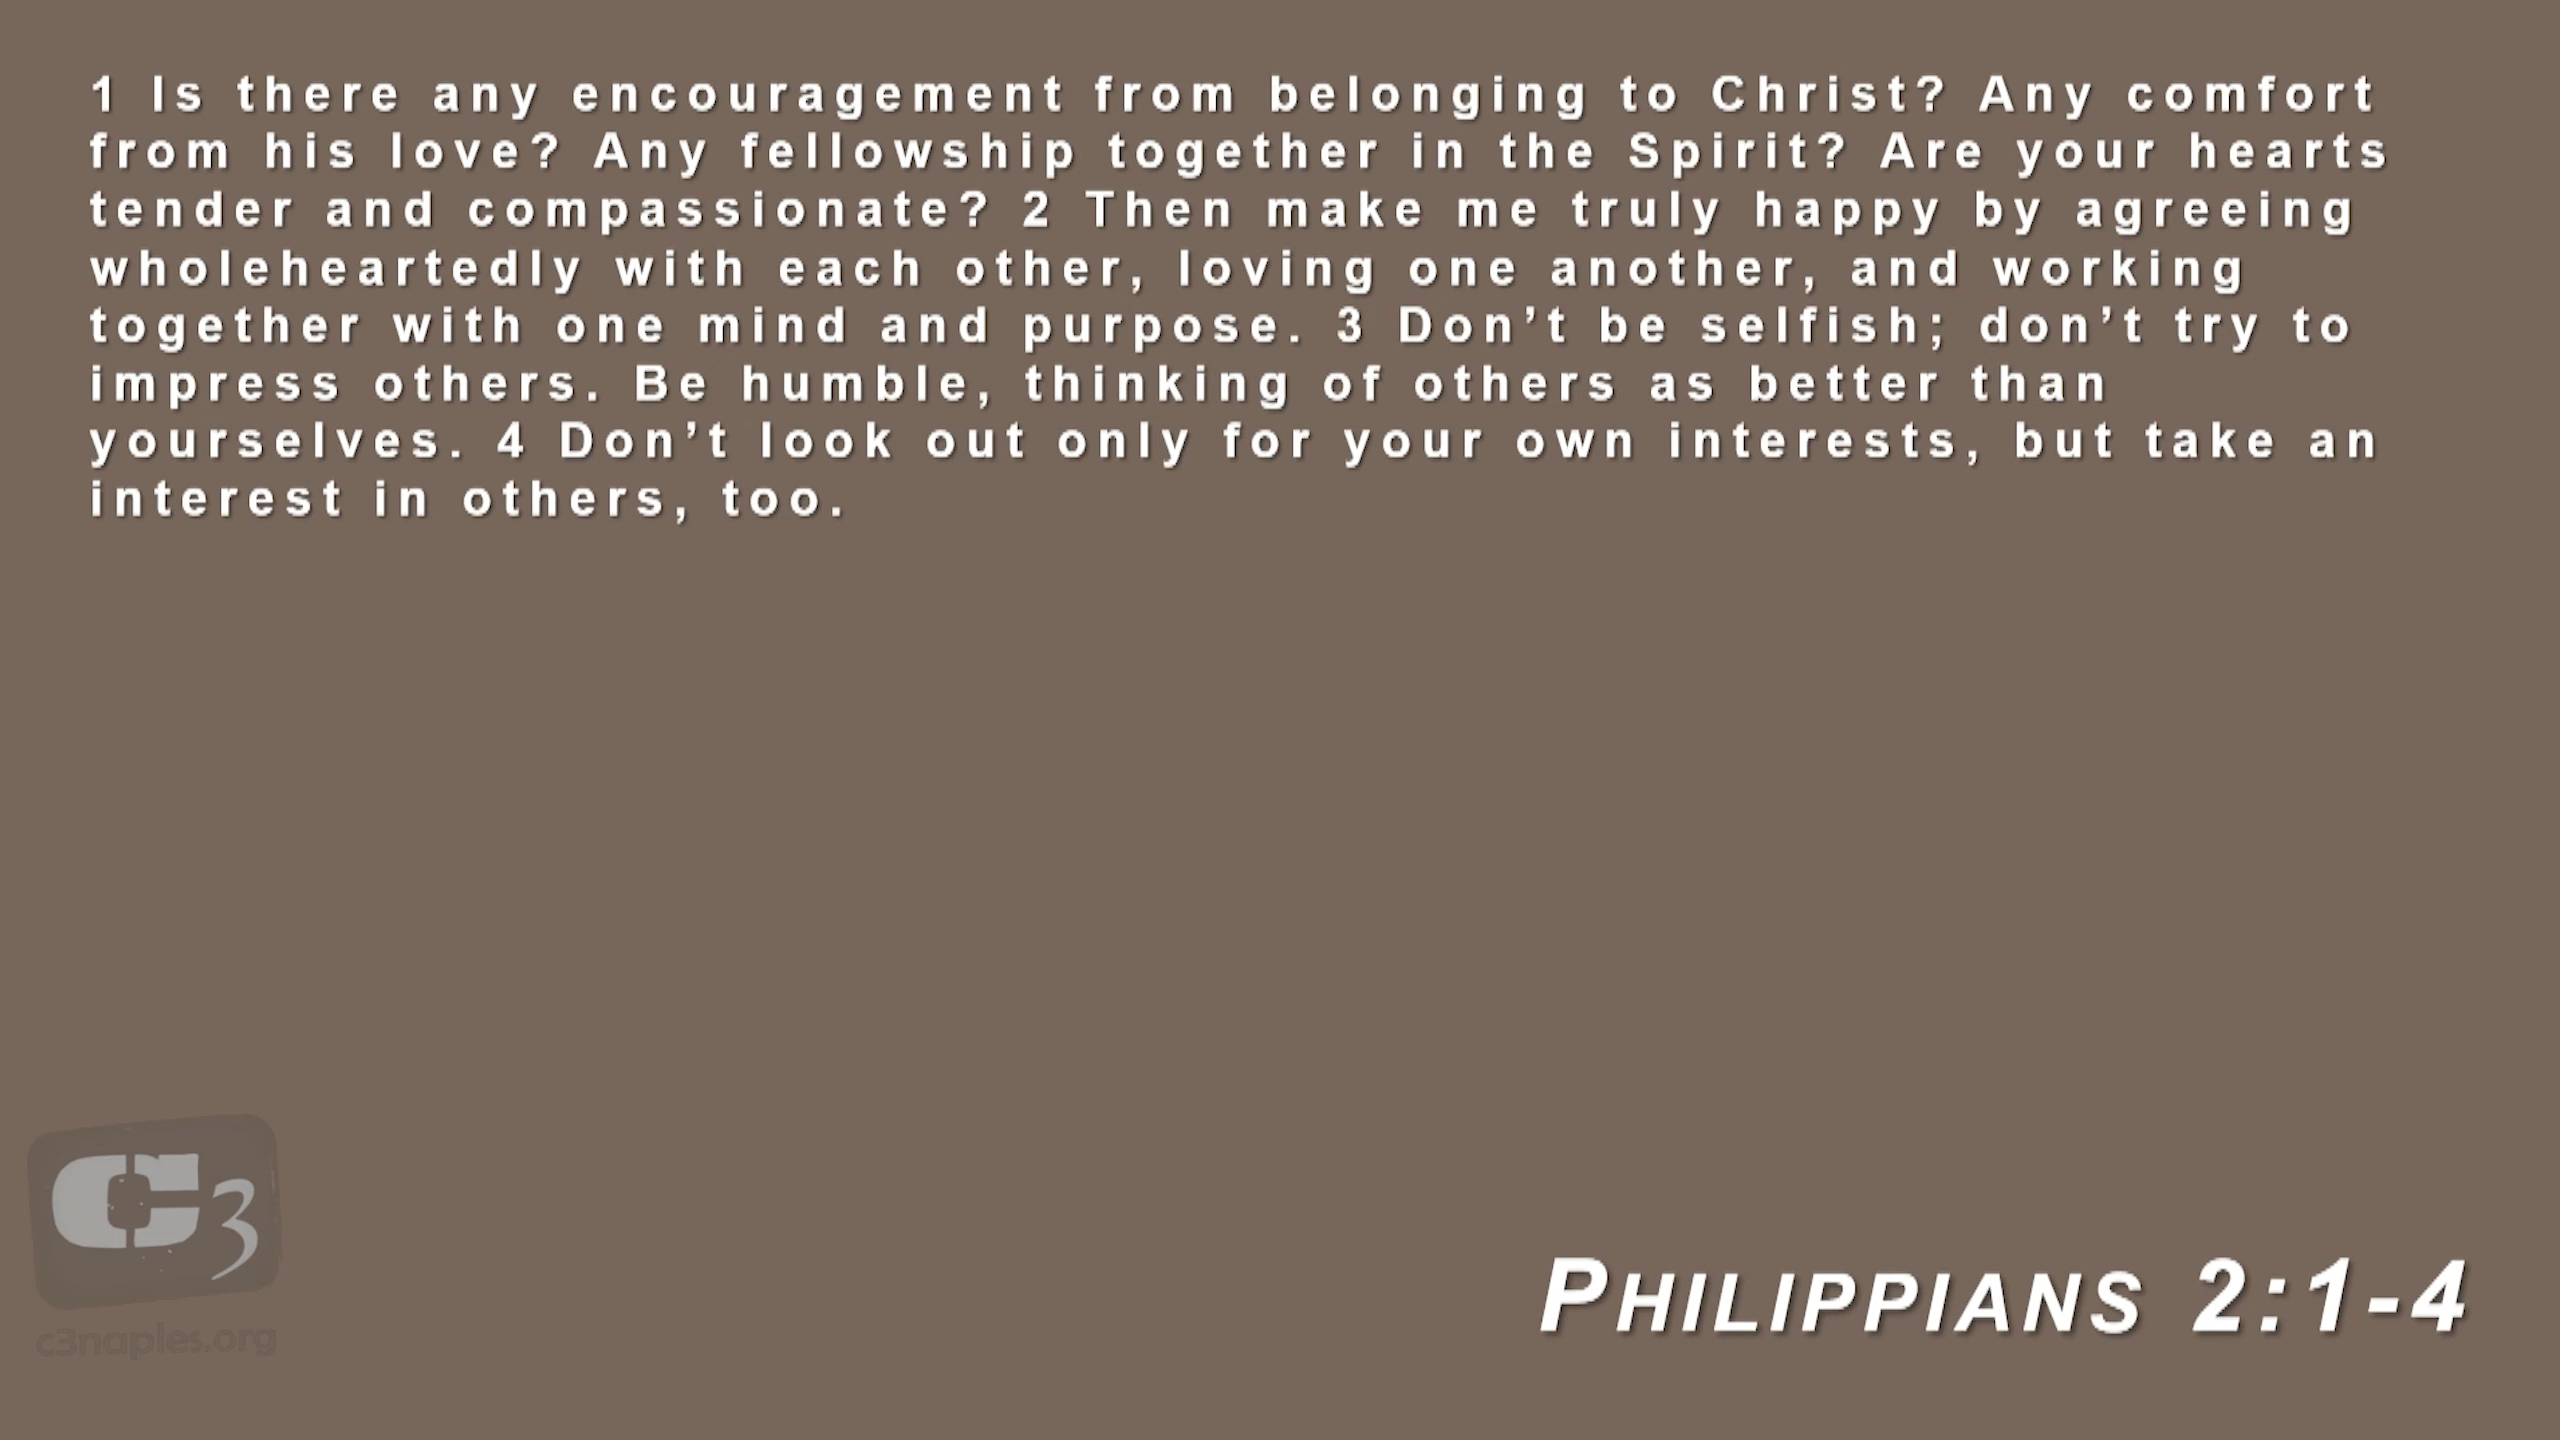 1 Is there any encouragement from belonging to Christ? Any comfort
from his love? Any fellowship together in the Spirit? Are your hearts
tender and compassionate? 2 Then make me truly happy by agreeing
wholeheartedly with each other, loving one another, and working
together with one mind and purpose. 3 Don’t be selfish; don’t try to
impress others. Be humble, thinking of others as better than
yourselves. 4 Don’t look out only for your own interests, but take an
interest in others, too.
C3
c3naples.org
PHILIPPIANS 2:1-4